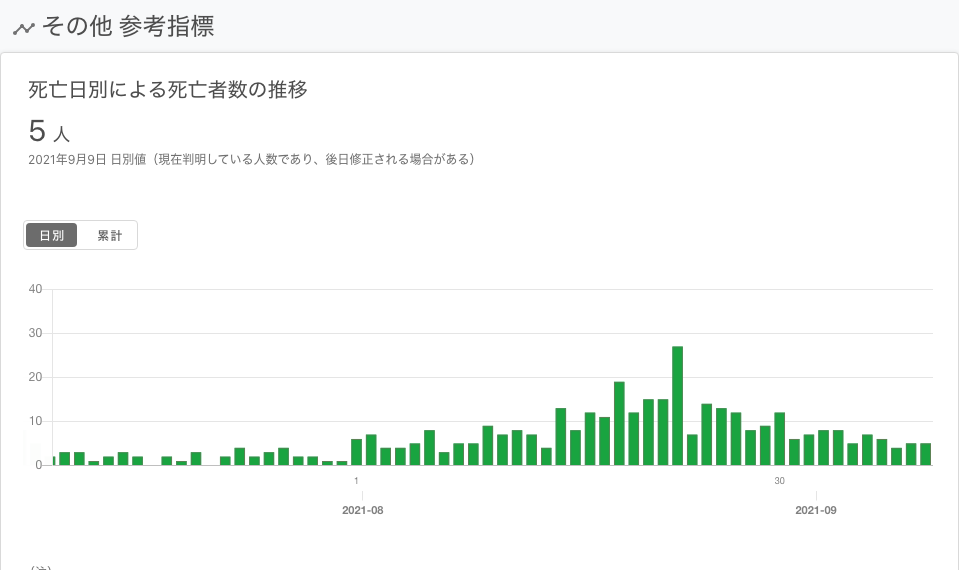 その他 参考指標
死亡日別による死亡者数の推移
5 人
2021年9月9日 日別値（現在判明している人数であり、後日修正される場合がある）
日別 累計
40
30
20
10
0
1 30
2021-08 2021-09